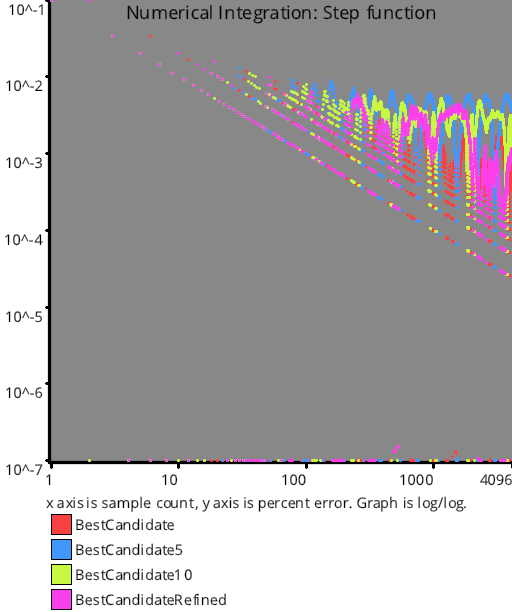 Numerical Integration: Step function
10^-1
10^-2
10^-3
10^-4
10^-5
10^-6
10^-7
1 10 100 1000 4096
x axis is sample count, y axis is percent error. Graph is log/log.
BestCandidate
BestCandidate5
BestCandidate10
BestCandidateRefined